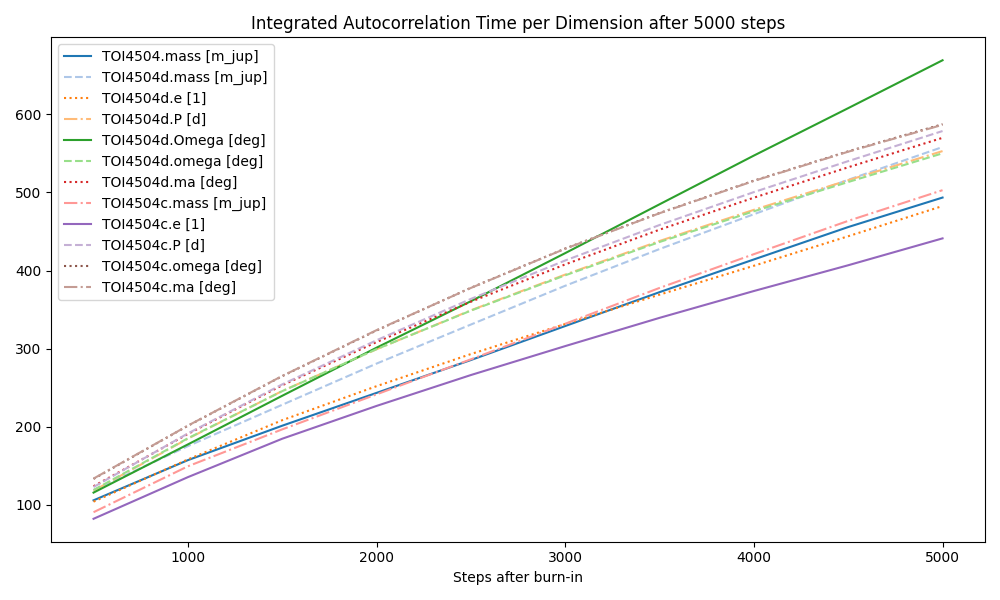 Integrated Autocorrelation Time per Dimension after 5000 steps
TOI4504.mass [m_jup]
TOI4504d.mass [m_jup]
TOI4504d.e [1]
TOI4504d.P [d]
TOI4504d.Omega [deg]
TOI4504d.omega [deg]
TOI4504d.ma [deg]
TOI4504c.mass [m_jup]
TOI4504c.e [1]
TOI4504c.P [d]
TOI4504c.omega [deg]
TOI4504c.ma [deg]
600
500
400
300
200
100
1000 2000 3000 4000 5000
Steps after burn-in